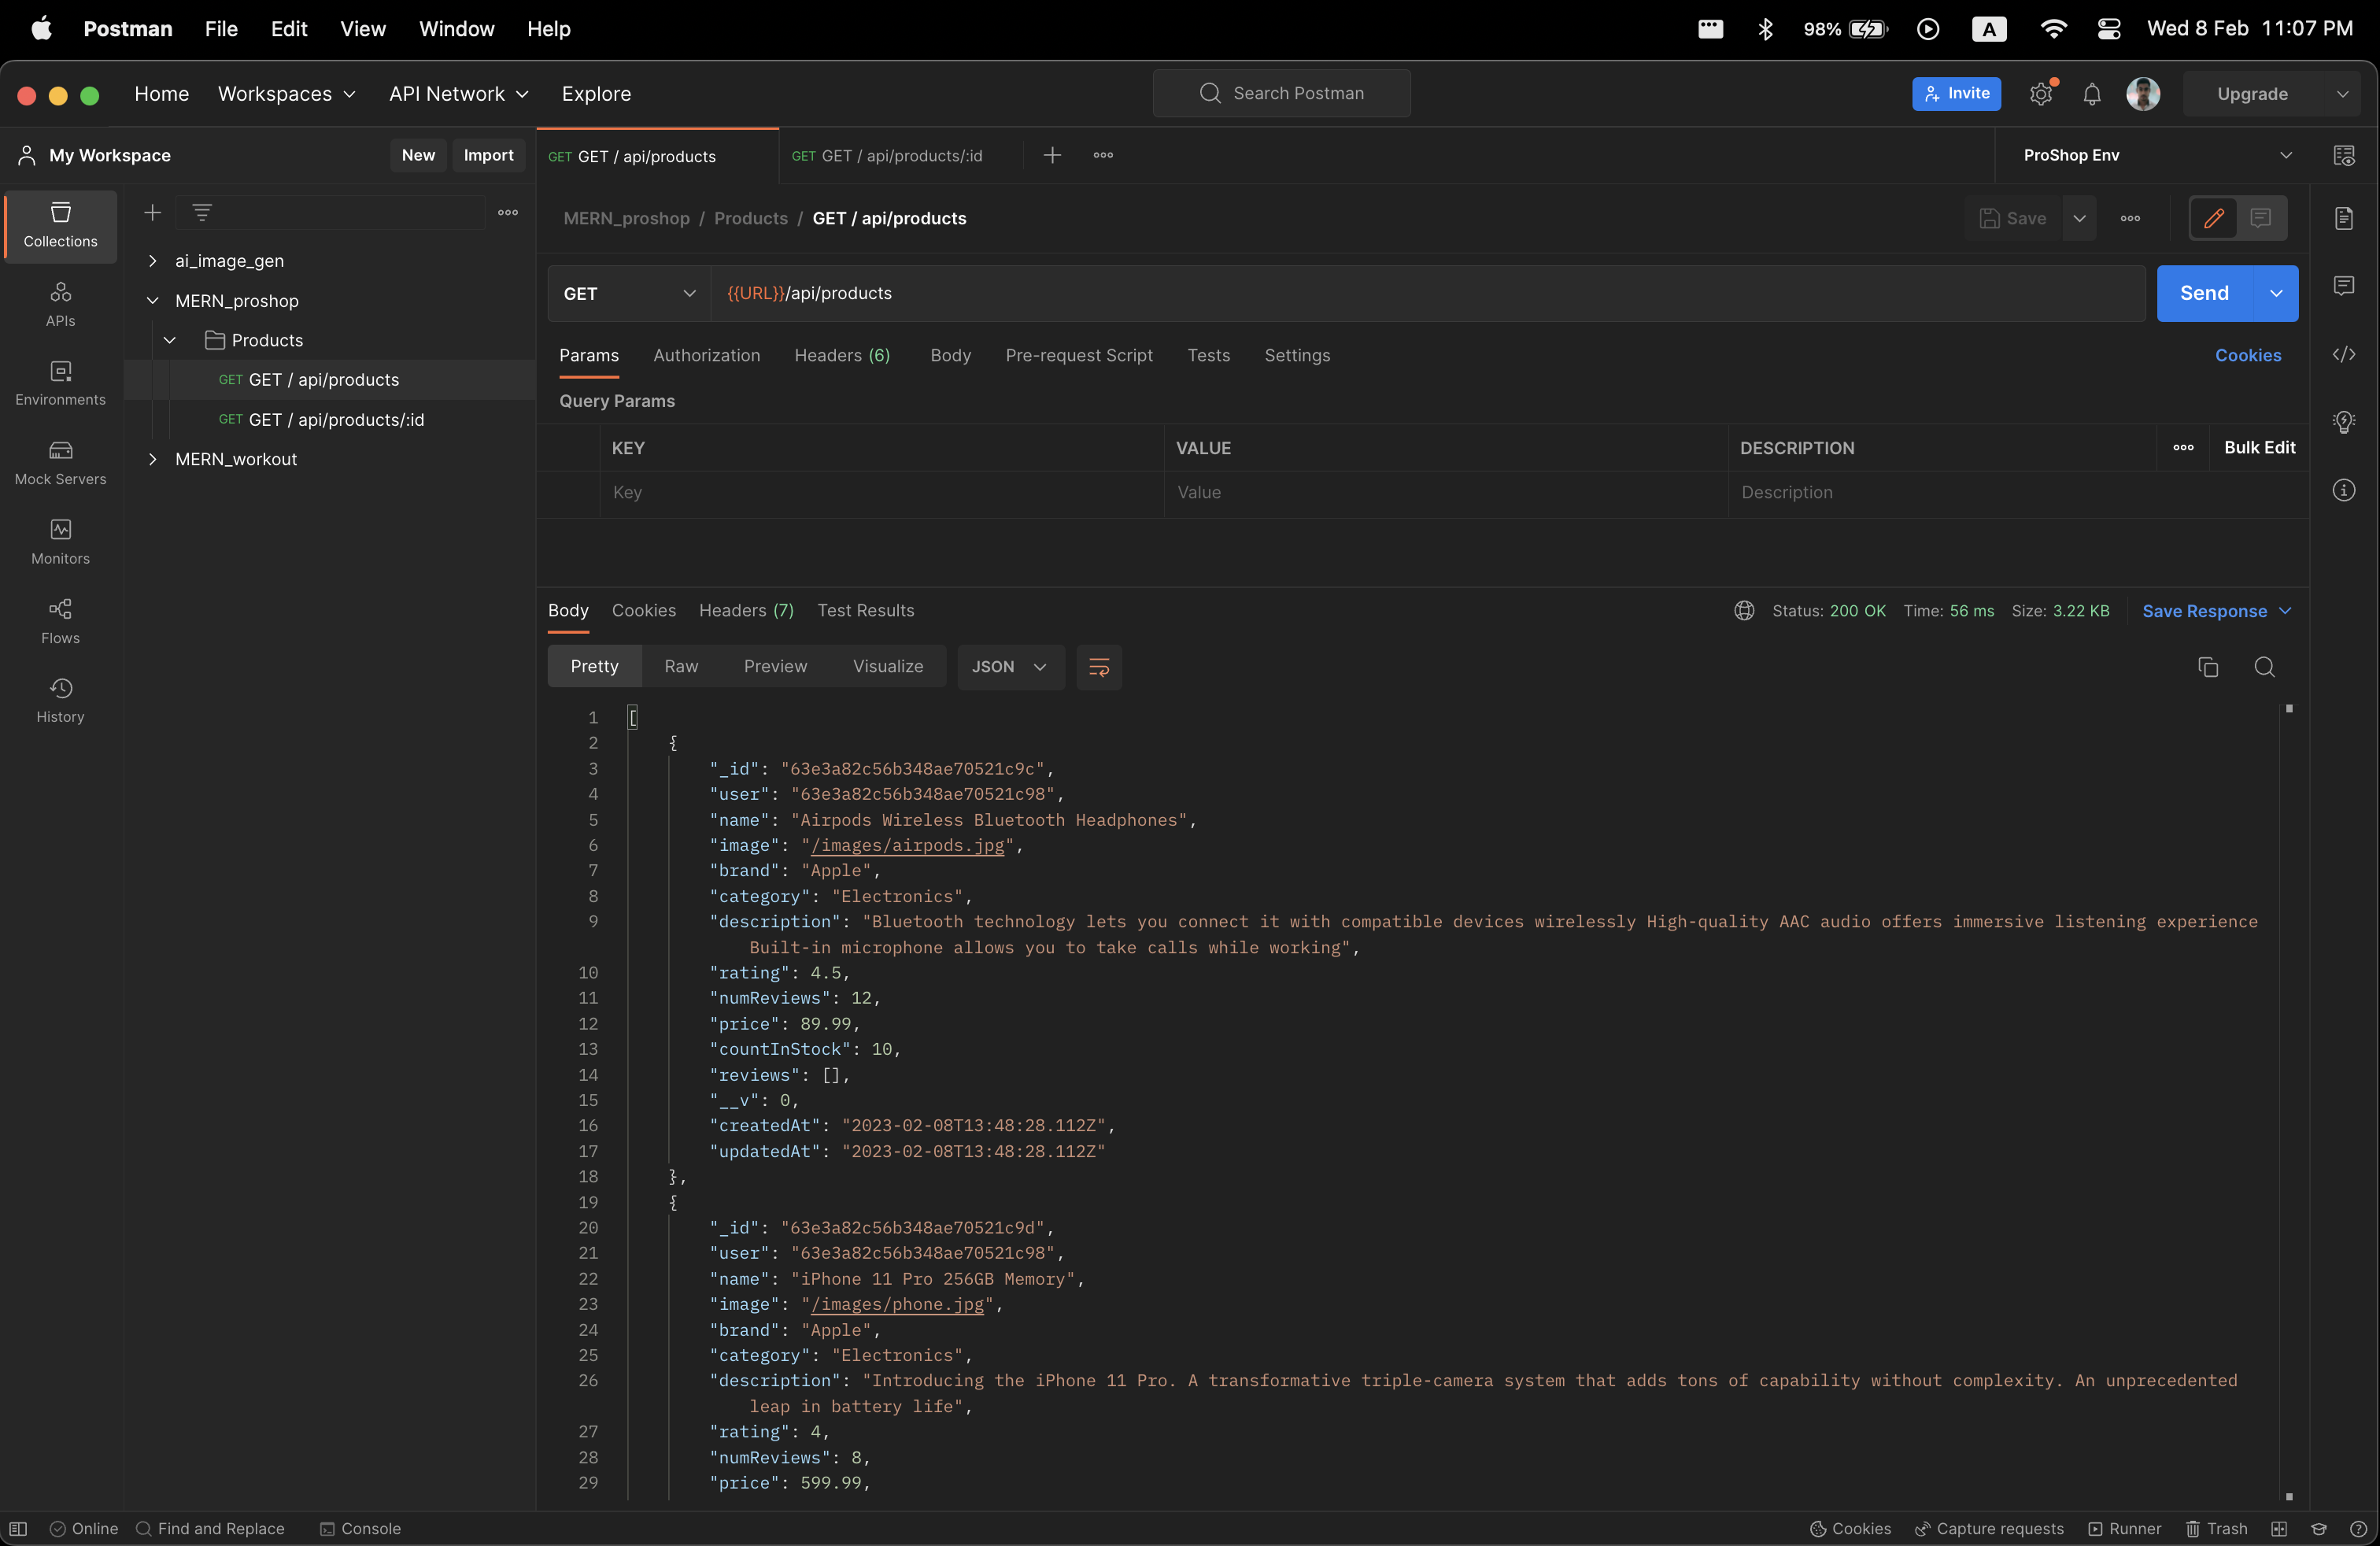 Postman File Edit View Window Help 98% A Wed 8 Feb 11:07 PM
Home Workspaces API Network Explore Search Postman Invite Upgrade
My Workspace New Import GET GET / api/products GET GET / api/products/:id ProShop Env
MERN_proshop / Products / GET / api/products Save
Collections
APIs
Environments
Mock Servers
Monitors
Flows
History
ai_image_gen
MERN_proshop
Products
GET GET / api/products
GET GET / api/products/:id
MERN_workout
GET {{URL}}/api/products Send
Params Authorization Headers (6) Body Pre-request Script Tests Settings Cookies
Query Params
KEY VALUE DESCRIPTION Bulk Edit
Key Value Description
Body Cookies Headers (7) Test Results Status: 200 OK Time: 56 ms Size: 3.22 KB Save Response
Pretty Raw Preview Visualize JSON
1 [
2 {
3 "_id": "63e3a82c56b348ae70521c9c",
4 "user": "63e3a82c56b348ae70521c98",
5 "name": "Airpods Wireless Bluetooth Headphones",
6 "image": "/images/airpods.jpg",
7 "brand": "Apple",
8 "category": "Electronics",
9 "description": "Bluetooth technology lets you connect it with compatible devices wirelessly High-quality AAC audio offers immersive listening experience
Built-in microphone allows you to take calls while working",
10 "rating": 4.5,
11 "numReviews": 12,
12 "price": 89.99,
13 "countInStock": 10,
14 "reviews": [],
15 "__v": 0,
16 "createdAt": "2023-02-08T13:48:28.112Z",
17 "updatedAt": "2023-02-08T13:48:28.112Z"
18 },
19 {
20 "_id": "63e3a82c56b348ae70521c9d",
21 "user": "63e3a82c56b348ae70521c98",
22 "name": "iPhone 11 Pro 256GB Memory",
23 "image": "/images/phone.jpg",
24 "brand": "Apple",
25 "category": "Electronics",
26 "description": "Introducing the iPhone 11 Pro. A transformative triple-camera system that adds tons of capability without complexity. An unprecedented
leap in battery life",
27 "rating": 4,
28 "numReviews": 8,
29 "price": 599.99,
Online Find and Replace Console Cookies Capture requests Runner Trash